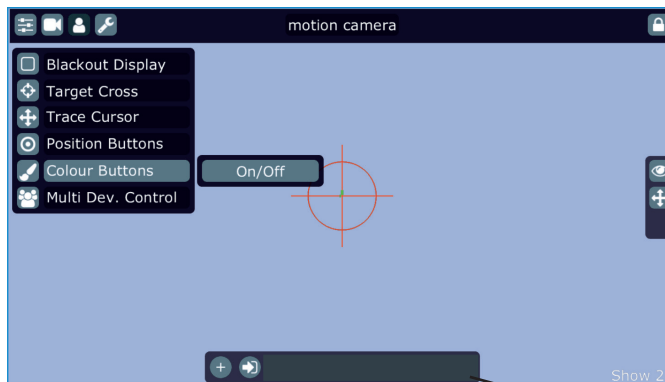 motion camera
Blackout Display
Target Cross
Trace Cursor
Position Buttons
Colour Buttons
On/Off
Multi Dev. Control
Show 2